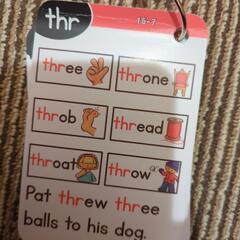 thr
15-7
three throne
throb thread
throat throw
Pat threw three
balls to his dog.